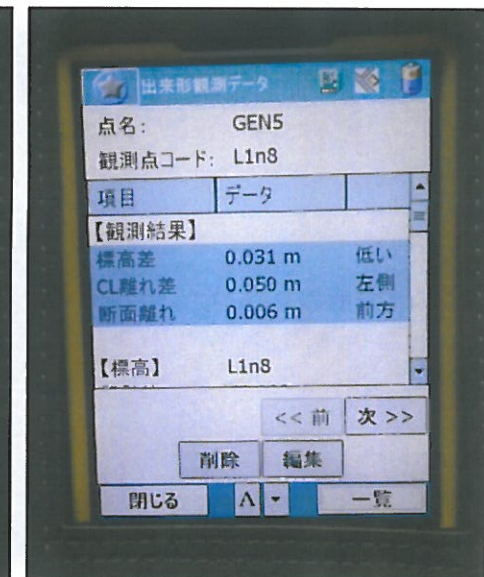 出来形観測データ
点名: GEN5
観測点コード: L1n8
項目 データ
【観測結果】
標高差 0.031 m 低い
CL離れ差 0.050 m 左側
断面離れ 0.006 m 前方
【標高】 L1n8
<< 前 次 >>
削除 編集
閉じる A 一覧